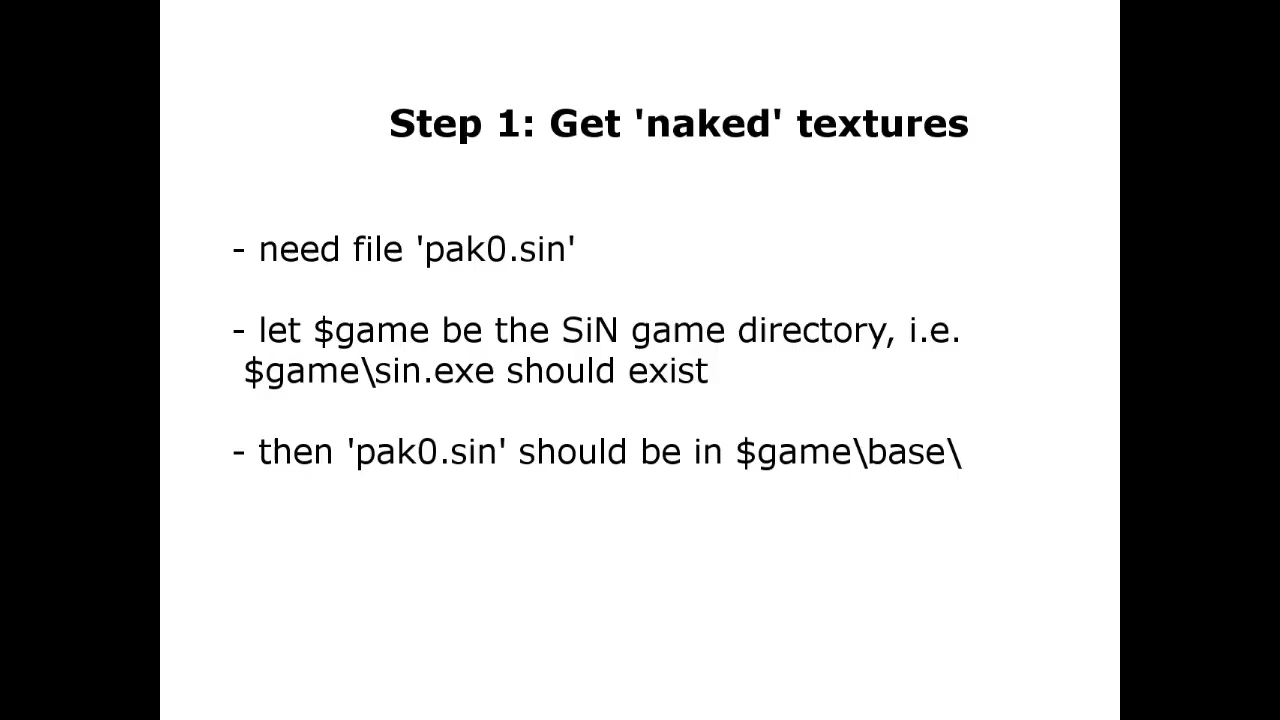 Step 1: Get 'naked' textures
- need file 'pak0.sin'
- let $game be the SiN game directory, i.e.
$game\sin.exe should exist
- then 'pak0.sin' should be in $game\base\